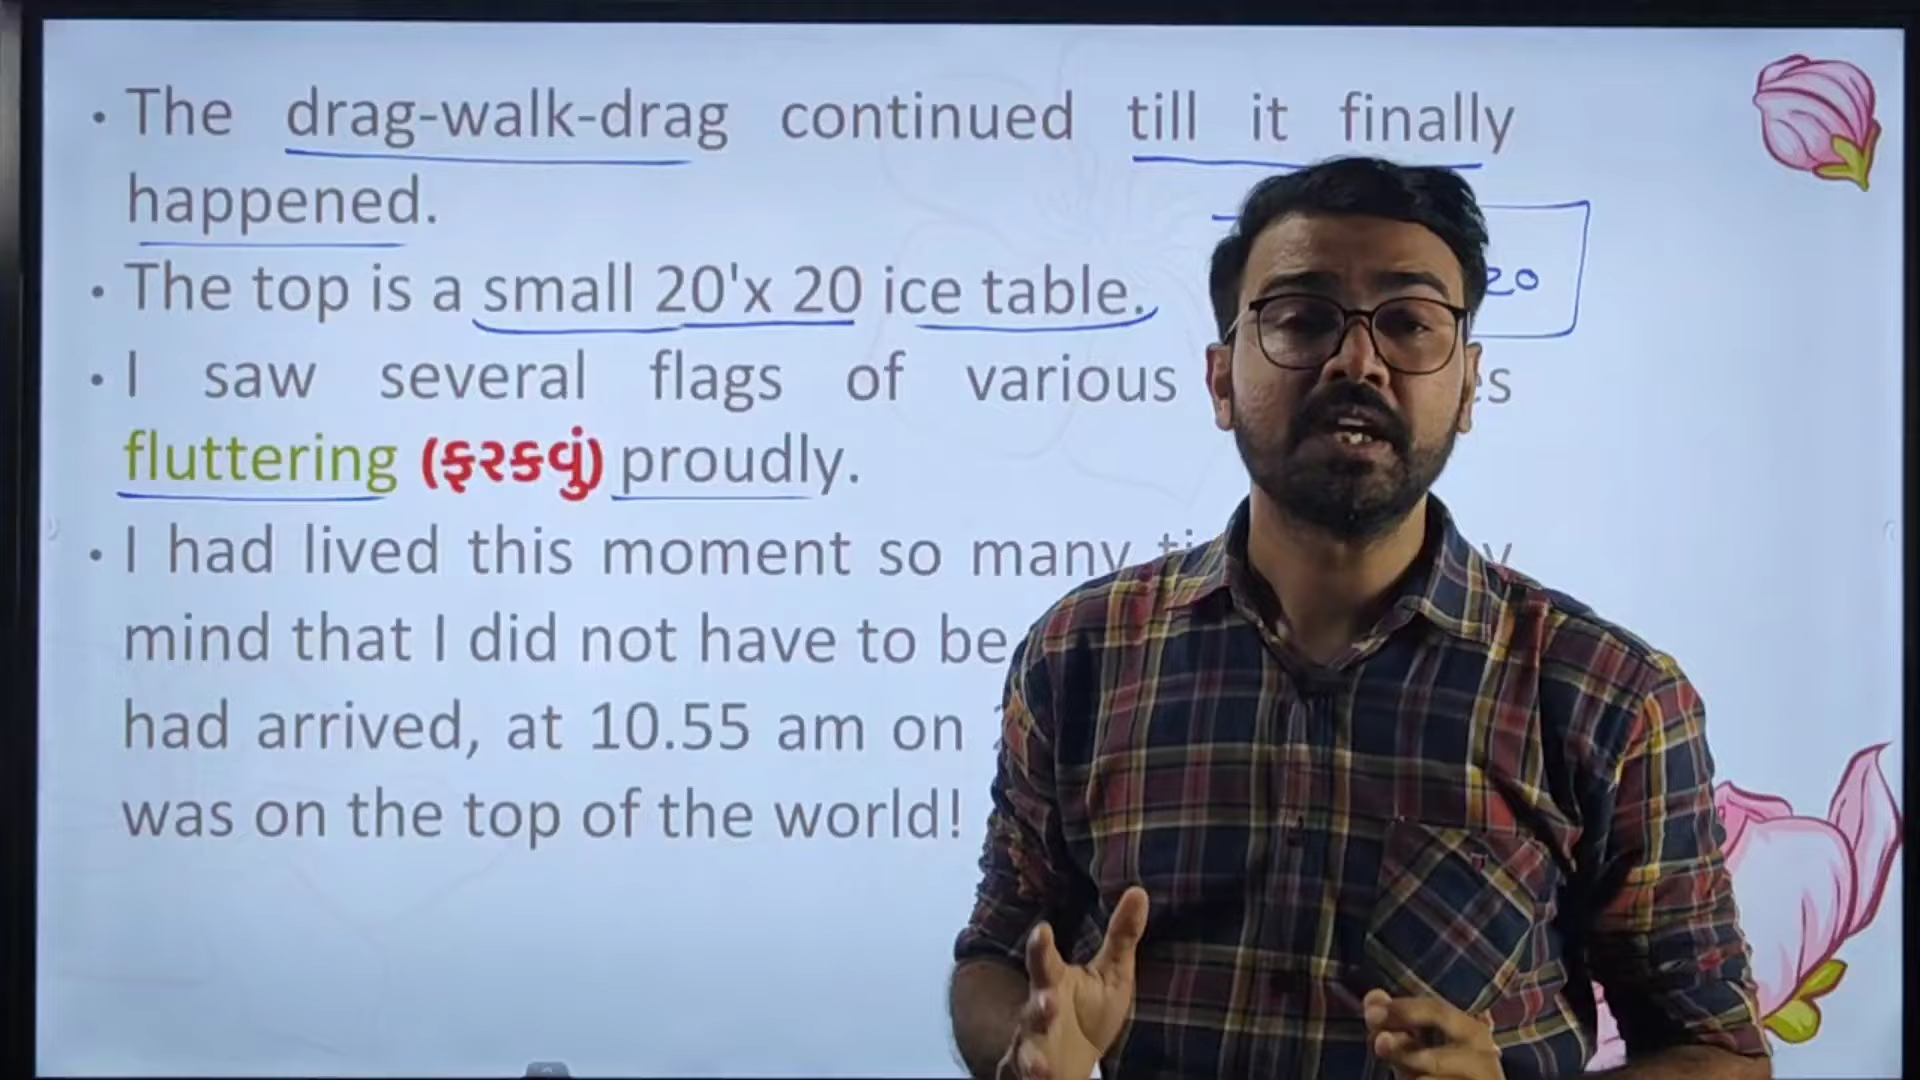 • The drag-walk-drag continued till it finally
happened.
• The top is a small 20'x 20 ice table.
20
• I saw several flags of various
fluttering (ફરકવું) proudly.
• I had lived this moment so many
mind that I did not have to be
had arrived, at 10.55 am on
was on the top of the world!